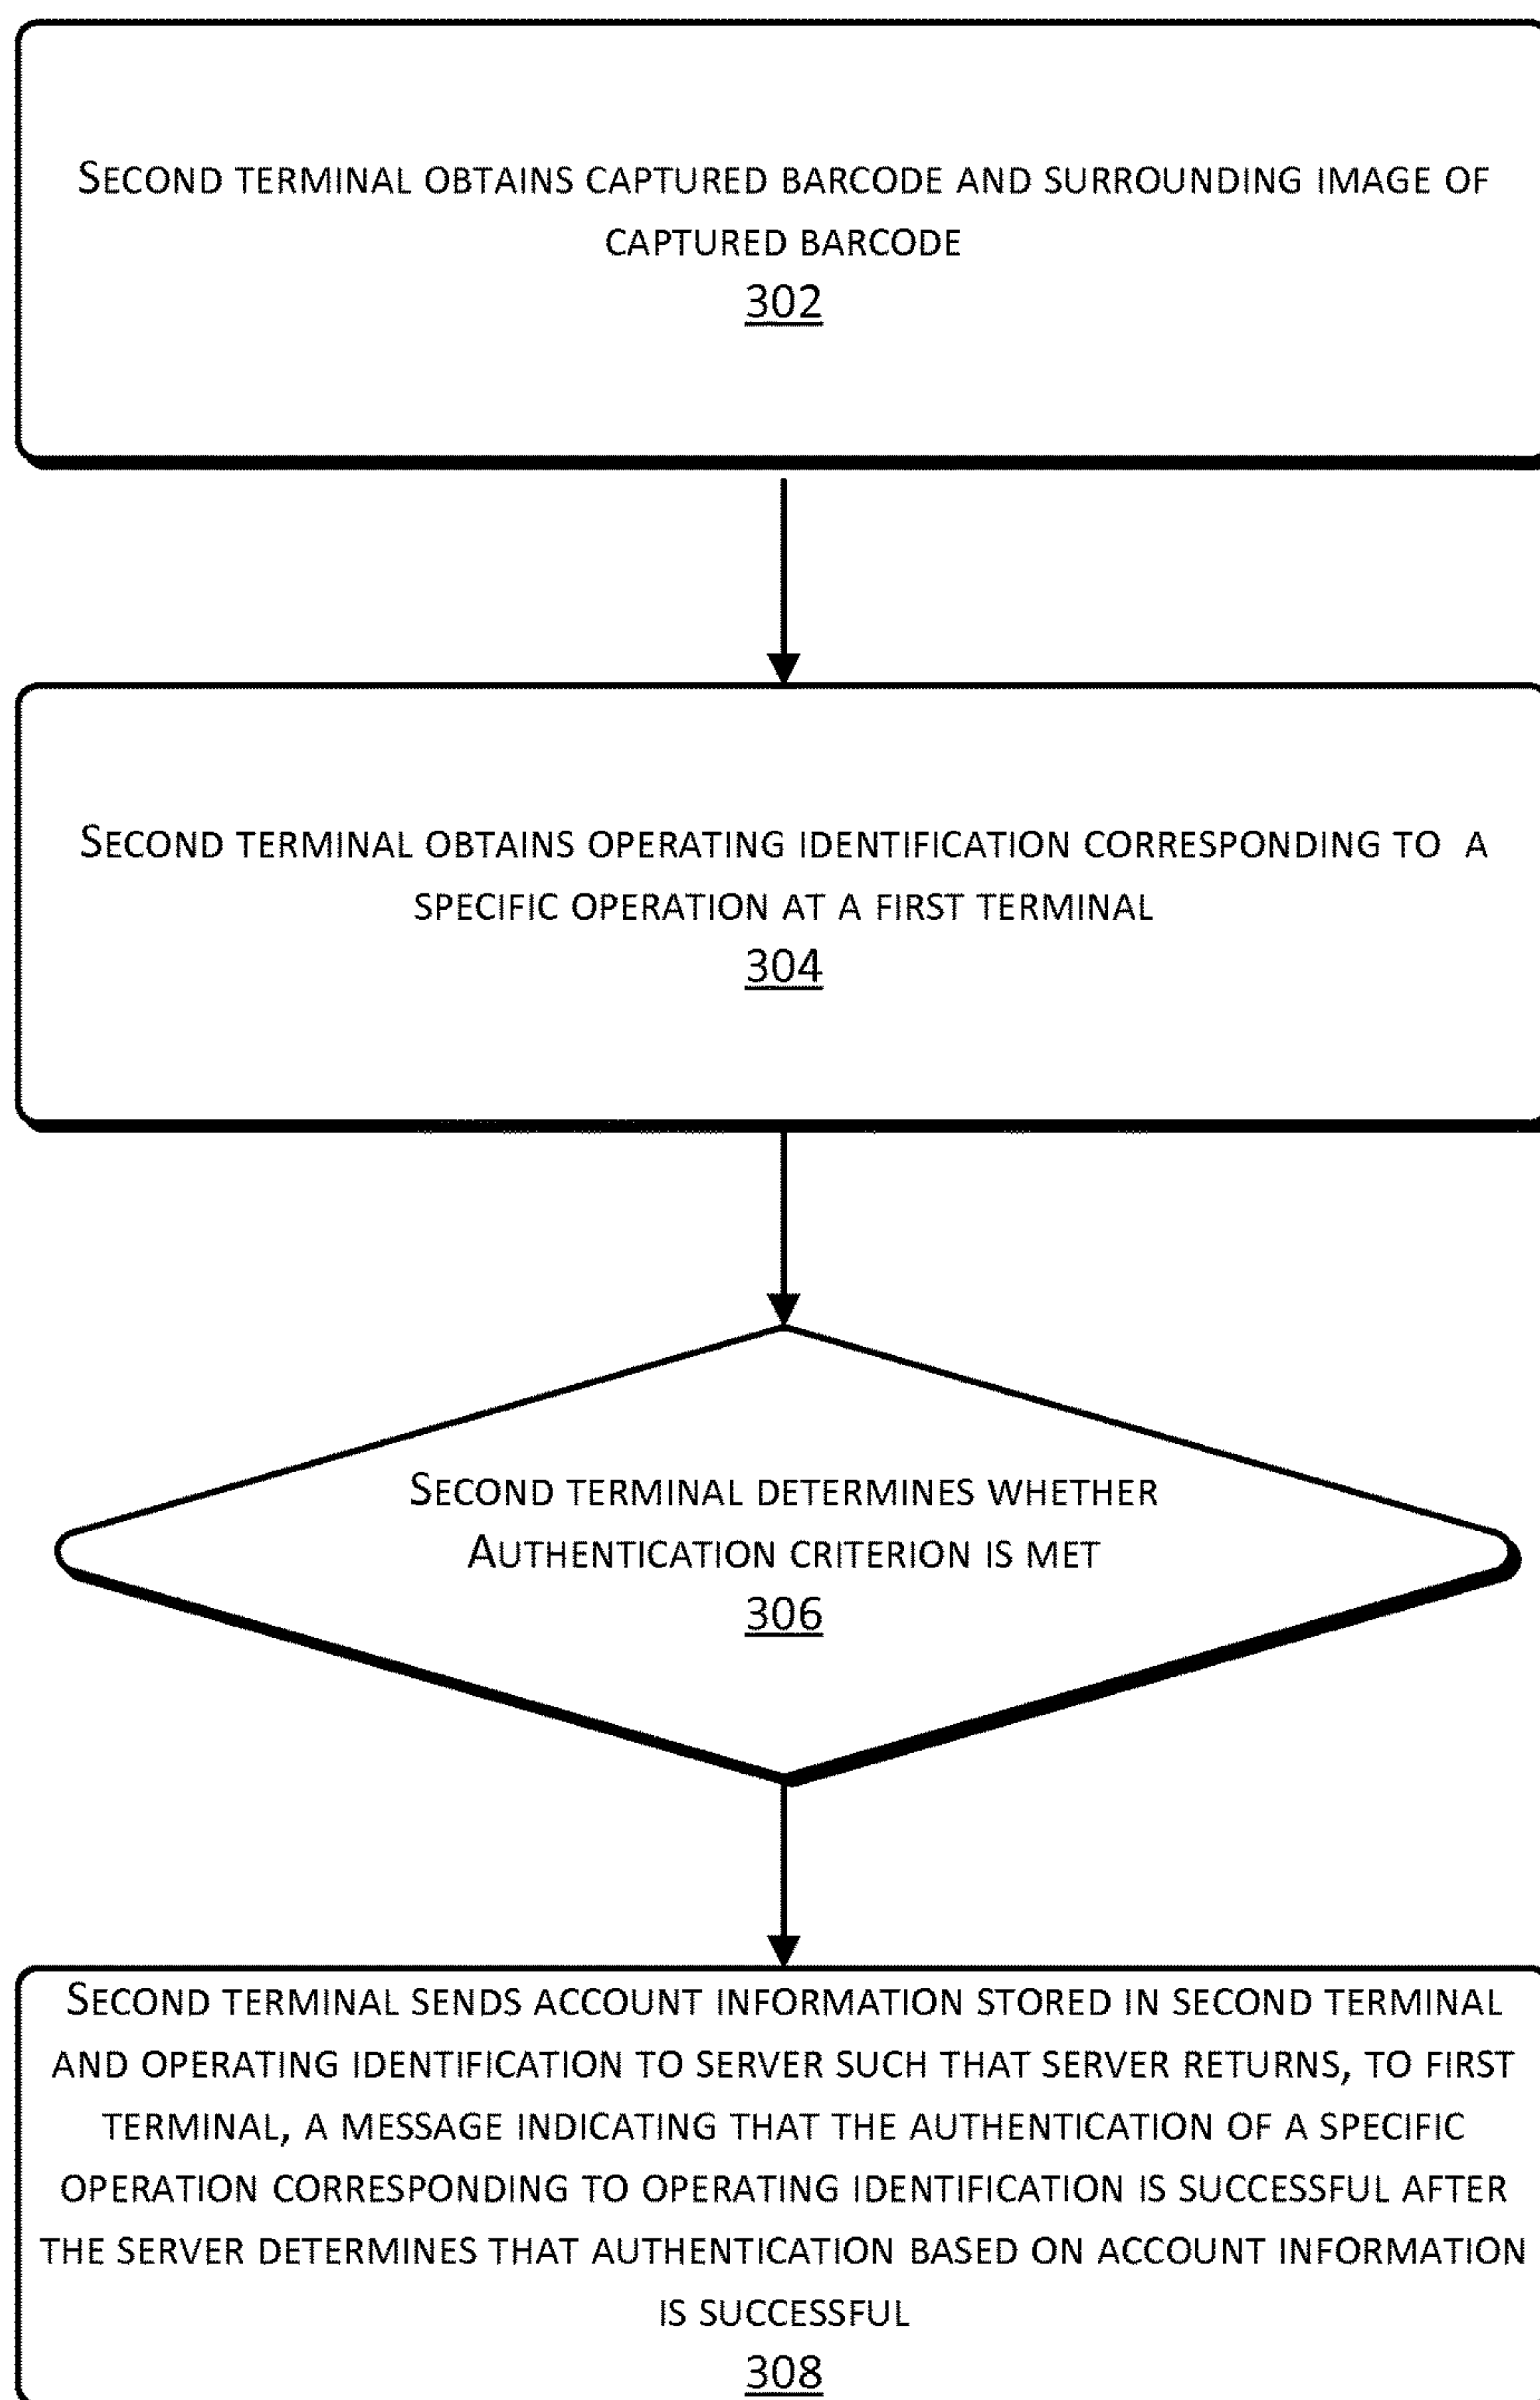 SECOND TERMINAL OBTAINS CAPTURED BARCODE AND SURROUNDING IMAGE OF
CAPTURED BARCODE
302
SECOND TERMINAL OBTAINS OPERATING IDENTIFICATION CORRESPONDING TO A
SPECIFIC OPERATION AT A FIRST TERMINAL
304
SECOND TERMINAL DETERMINES WHETHER
AUTHENTICATION CRITERION IS MET
306
SECOND TERMINAL SENDS ACCOUNT INFORMATION STORED IN SECOND TERMINAL
AND OPERATING IDENTIFICATION TO SERVER SUCH THAT SERVER RETURNS, TO FIRST
TERMINAL, A MESSAGE INDICATING THAT THE AUTHENTICATION OF A SPECIFIC
OPERATION CORRESPONDING TO OPERATING IDENTIFICATION IS SUCCESSFUL AFTER
THE SERVER DETERMINES THAT AUTHENTICATION BASED ON ACCOUNT INFORMATION
IS SUCCESSFUL
308